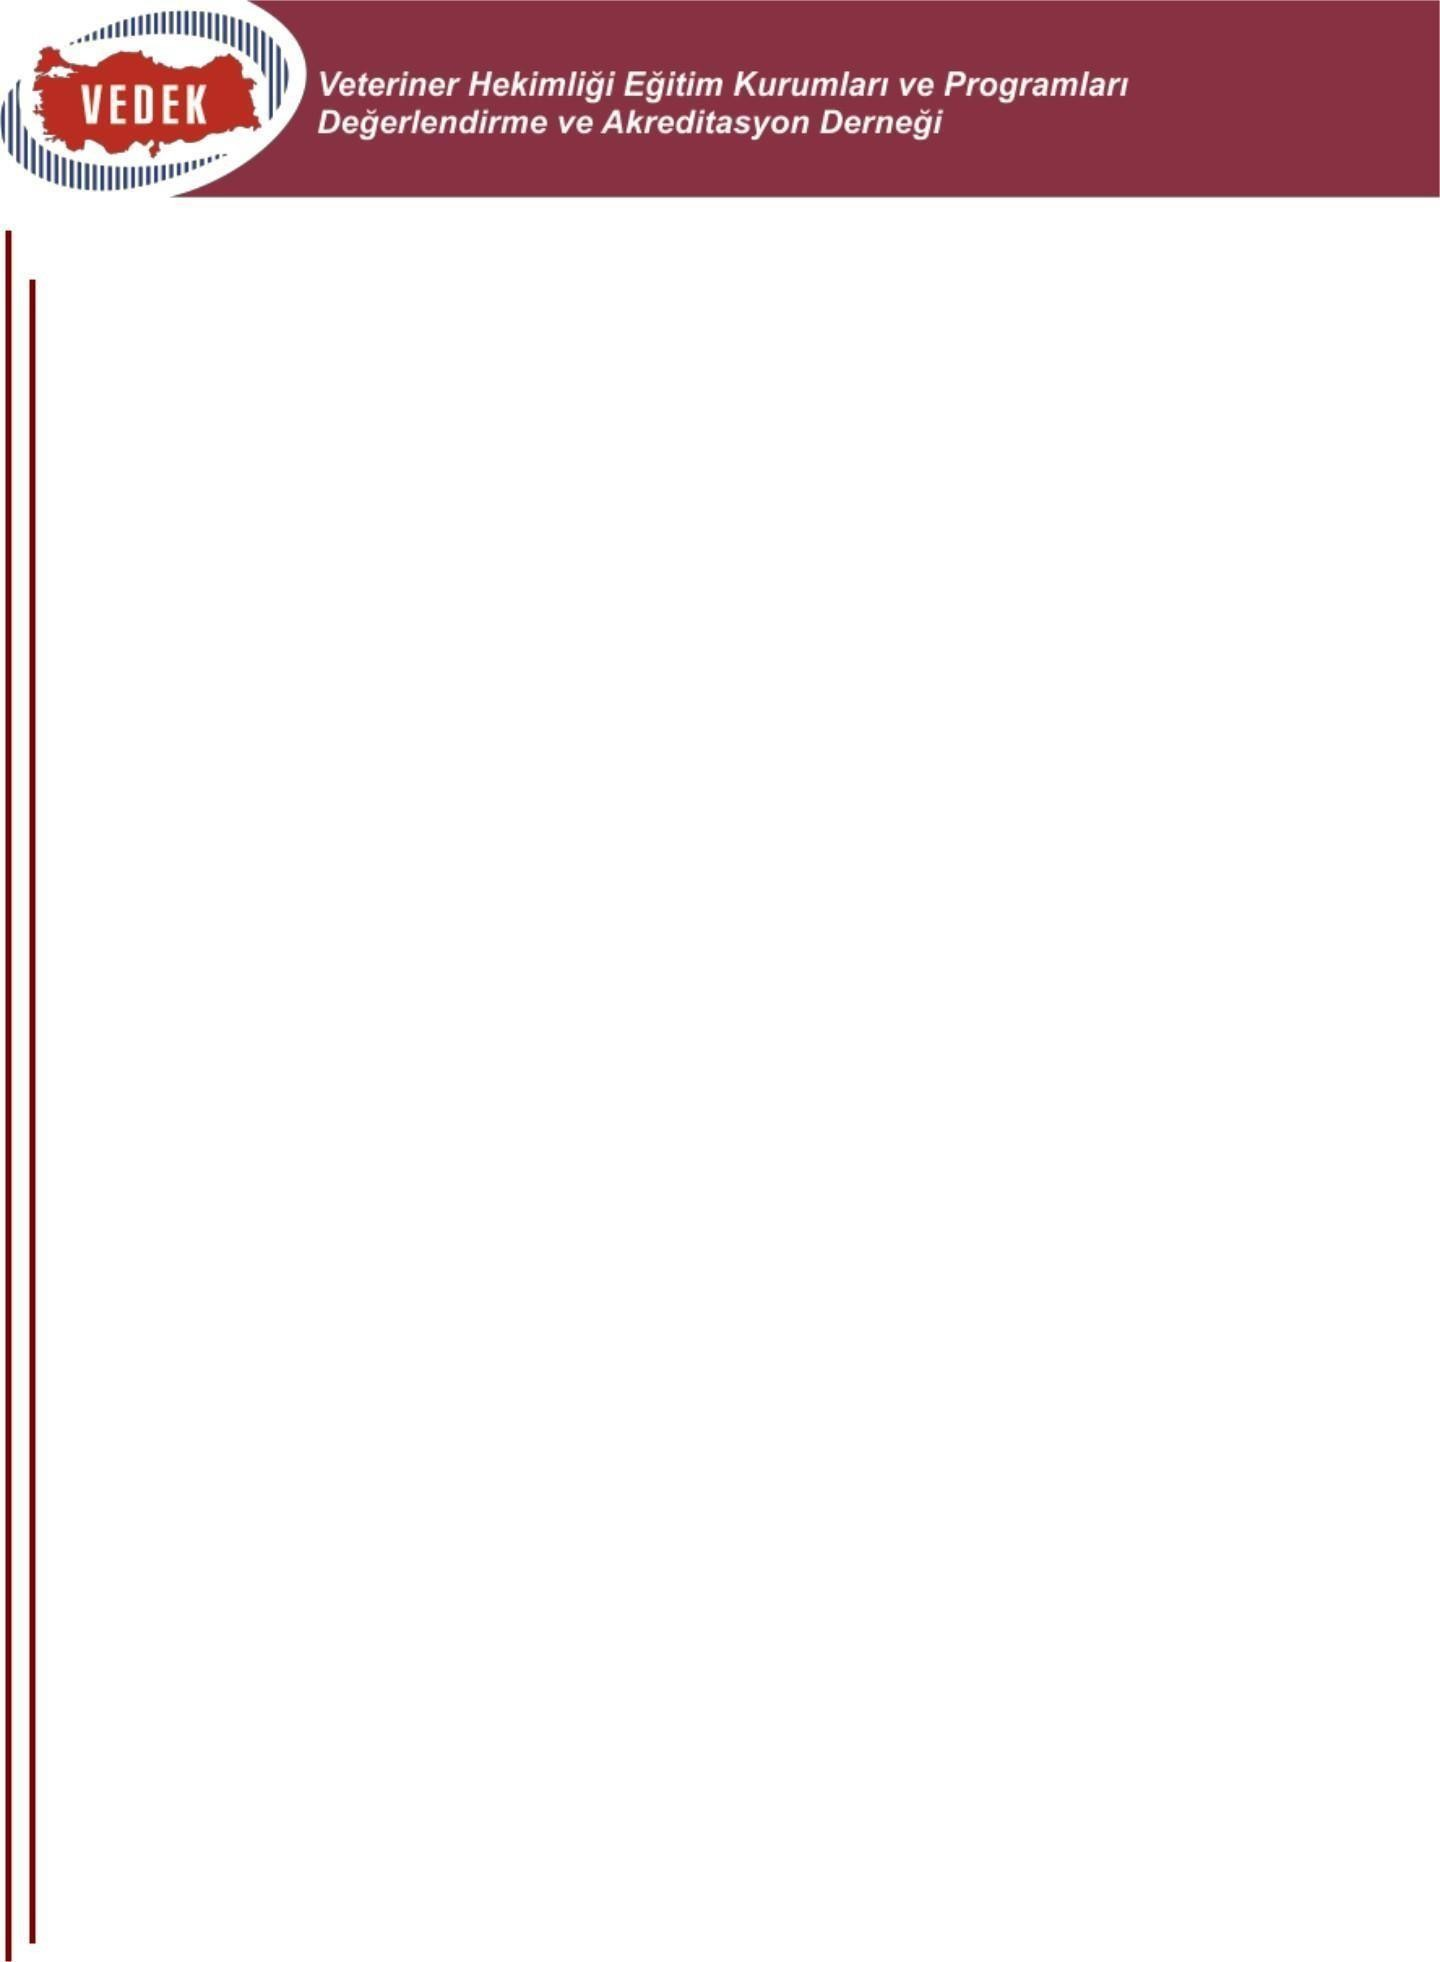 VEDEK
Veteriner Hekimliği Eğitim Kurumları ve Programları
Değerlendirme ve Akreditasyon Derneği